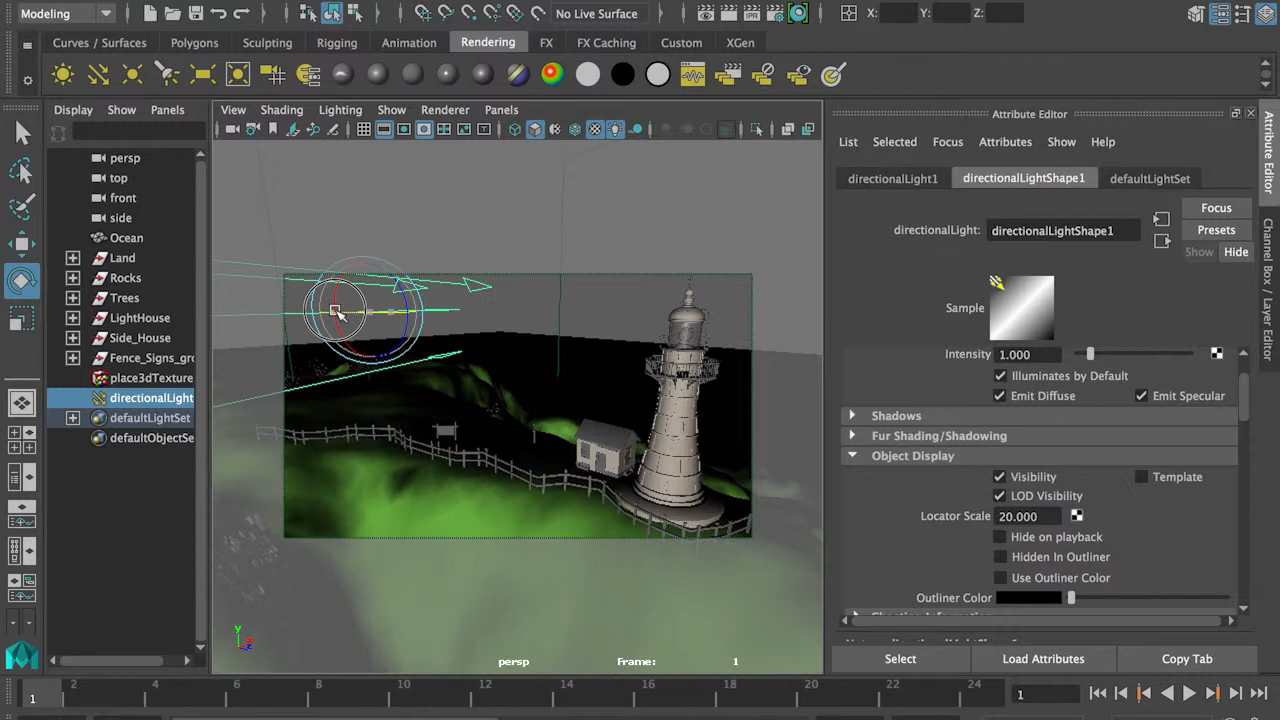 Modeling
No Live Surface
X:
Y:
Z:
Curves / Surfaces
Polygons
Sculpting
Rigging
Animation
Rendering
FX
FX Caching
Custom
XGen
IPR
Display
Show
Panels
View
Shading
Lighting
Show
Renderer
Panels
persp
top
front
side
Ocean
Land
Rocks
Trees
LightHouse
Side_House
Fence_Signs_gro
place3dTexture
directionalLight
defaultLightSet
defaultObjectSe
persp
Frame:
1
y
x
z
Attribute Editor
List
Selected
Focus
Attributes
Show
Help
directionalLight1
directionalLightShape1
defaultLightSet
directionalLight:
directionalLightShape1
Focus
Presets
Show
Hide
Sample
Intensity
1.000
Illuminates by Default
Emit Diffuse
Emit Specular
Shadows
Fur Shading/Shadowing
Object Display
Visibility
Template
LOD Visibility
Locator Scale
20.000
Hide on playback
Hidden In Outliner
Use Outliner Color
Outliner Color
Select
Load Attributes
Copy Tab
Attribute Editor
Channel Box / Layer Editor
1
2
4
6
8
10
12
14
16
18
20
22
24
1